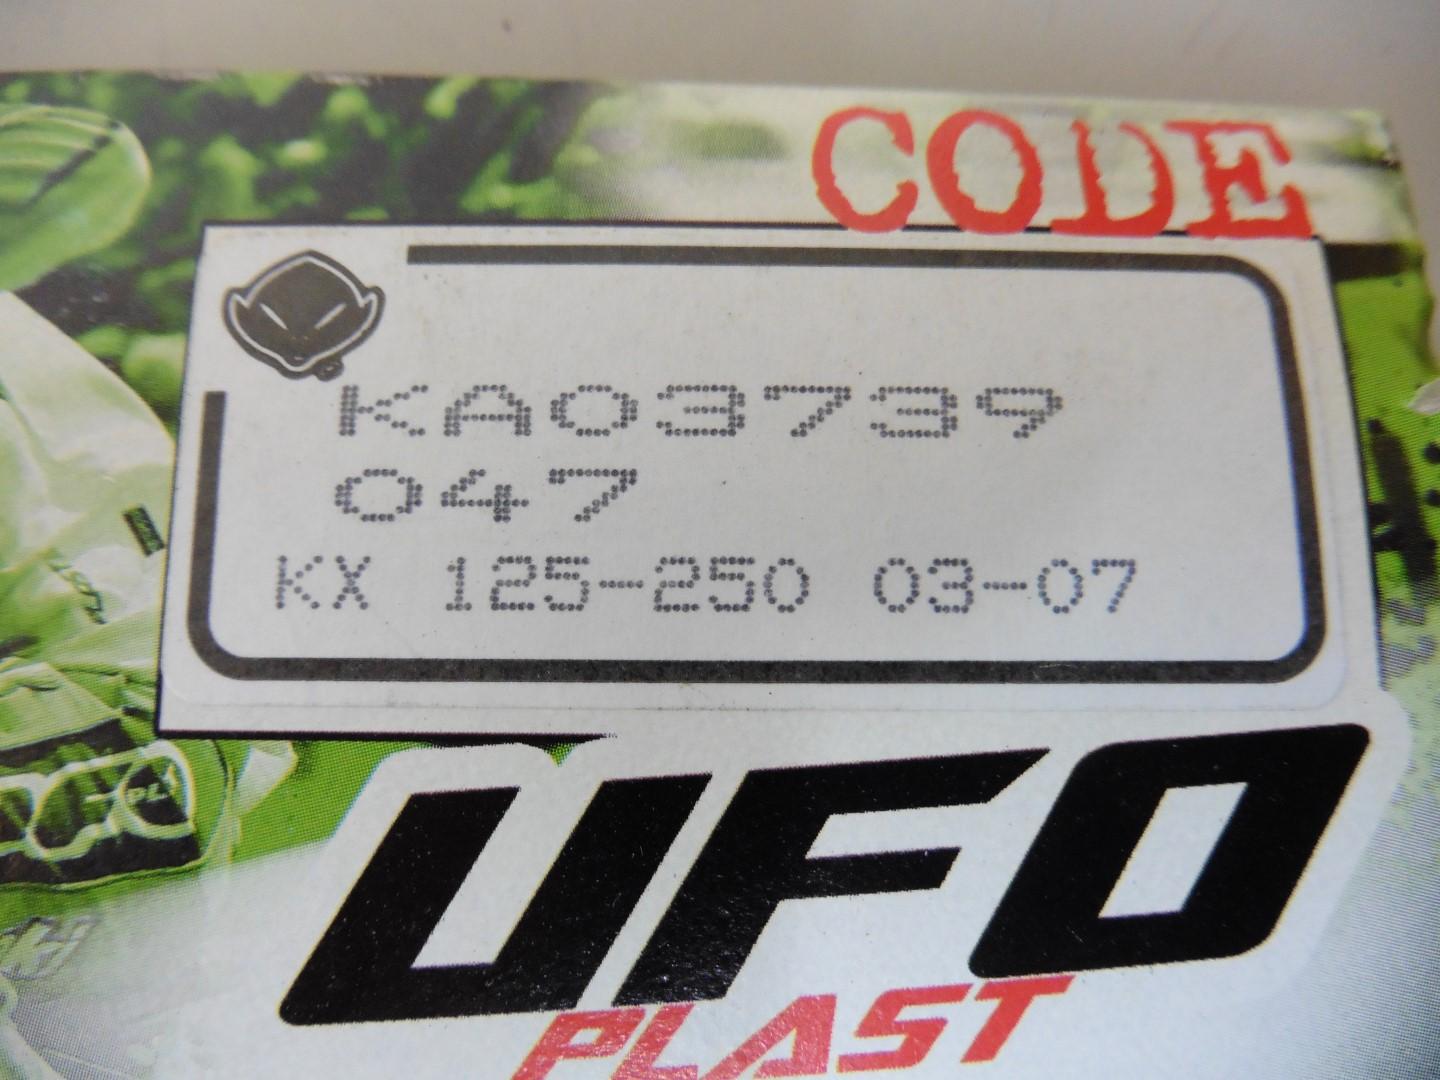 CODE
KA03739
047
KX 125-250 03-07
UFO
PLAST